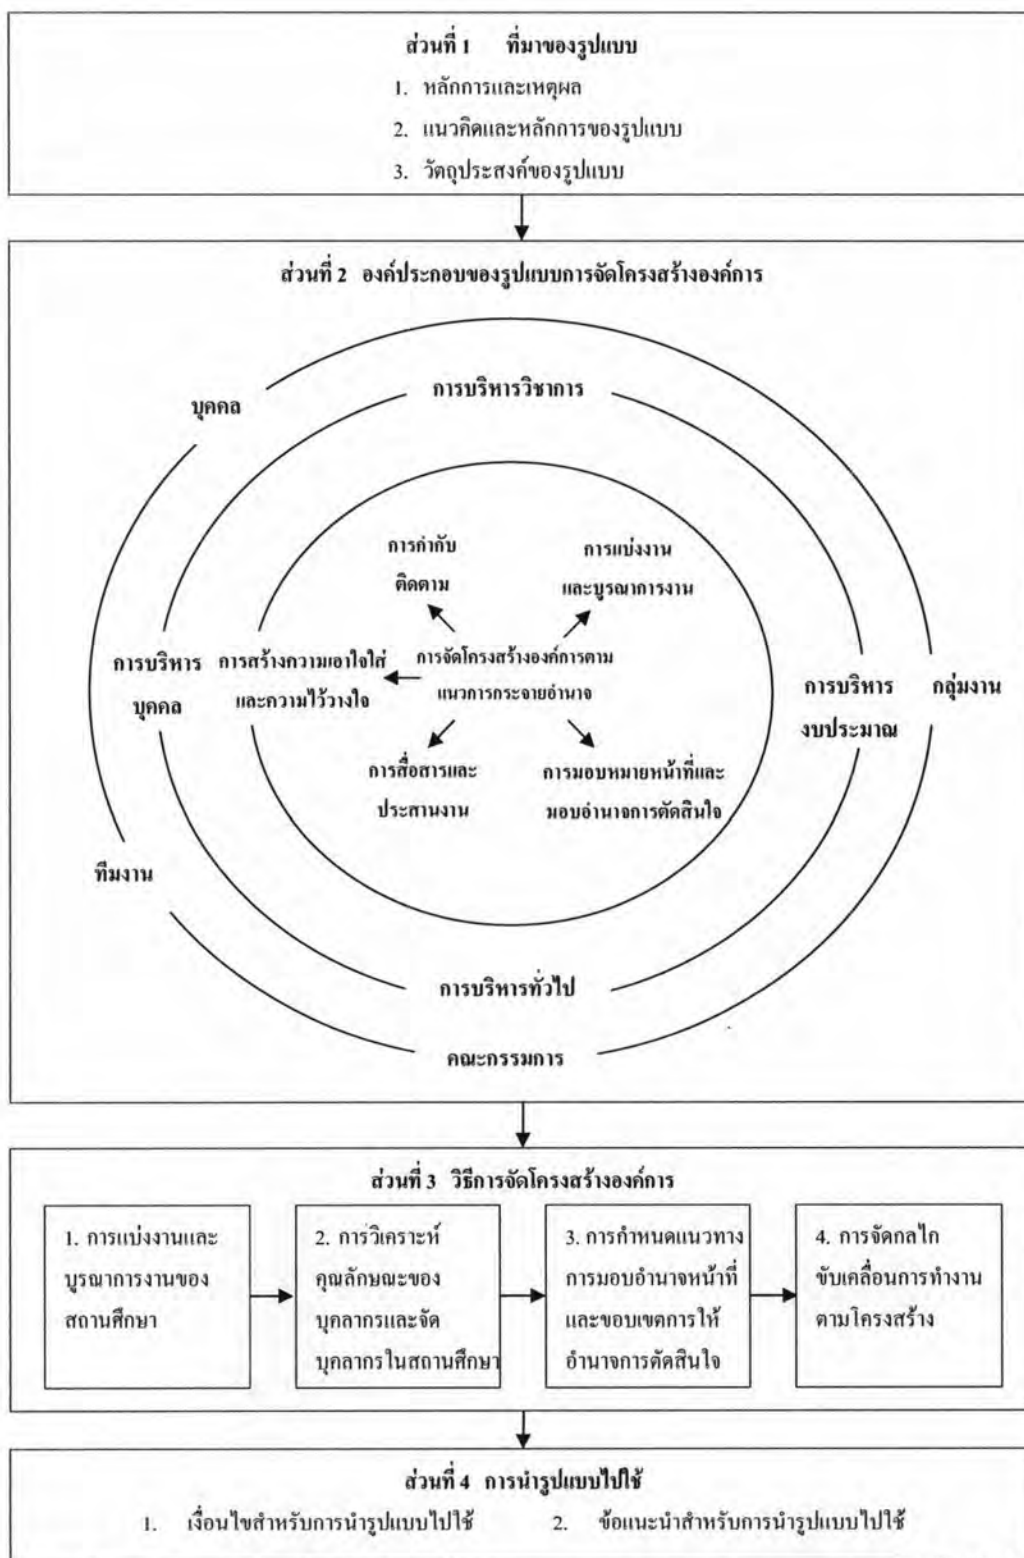 ส่วนที่ 1 ที่มาของรูปแบบ
1. หลักการและเหตุผล
2. แนวคิดและหลักการของรูปแบบ
3. วัตถุประสงค์ของรูปแบบ
ส่วนที่ 2 องค์ประกอบของรูปแบบการจัดโครงสร้างองค์การ
บุคคล
การบริหารวิชาการ
การกำกับ
ติดตาม
การแบ่งงาน
และบูรณาการงาน
การบริหาร
บุคคล
การสร้างความเอาใจใส่
และความไว้วางใจ
การจัดโครงสร้างองค์การตาม
แนวการกระจายอำนาจ
การบริหาร
งบประมาณ
กลุ่มงาน
การสื่อสารและ
ประสานงาน
การมอบหมายหน้าที่และ
มอบอำนาจการตัดสินใจ
ทีมงาน
การบริหารทั่วไป
คณะกรรมการ
ส่วนที่ 3 วิธีการจัดโครงสร้างองค์การ
1. การแบ่งงานและ
บูรณาการงานของ
สถานศึกษา
2. การวิเคราะห์
คุณลักษณะของ
บุคลากรและจัด
บุคลากรในสถานศึกษา
3. การกำหนดแนวทาง
การมอบอำนาจหน้าที่
และขอบเขตการให้
อำนาจการตัดสินใจ
4. การจัดกลไก
ขับเคลื่อนการทำงาน
ตามโครงสร้าง
ส่วนที่ 4 การนำรูปแบบไปใช้
1. เงื่อนไขสำหรับการนำรูปแบบไปใช้ 2. ข้อแนะนำสำหรับการนำรูปแบบไปใช้